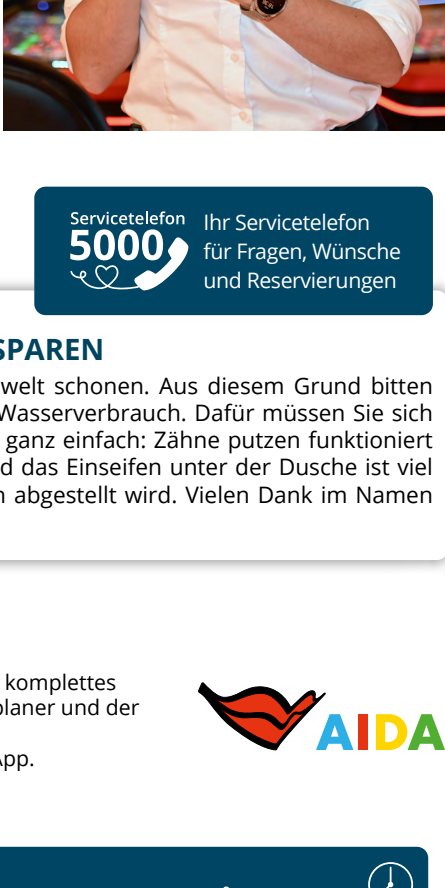 Servicetelefon
5000
Ihr Servicetelefon
für Fragen, Wünsche
und Reservierungen
SPAREN
welt schonen. Aus diesem Grund bitten
Wasserverbrauch. Dafür müssen Sie sich
ganz einfach: Zähne putzen funktioniert
d das Einseifen unter der Dusche ist viel
n abgestellt wird. Vielen Dank im Namen
komplettes
planer und der
App.
AIDA